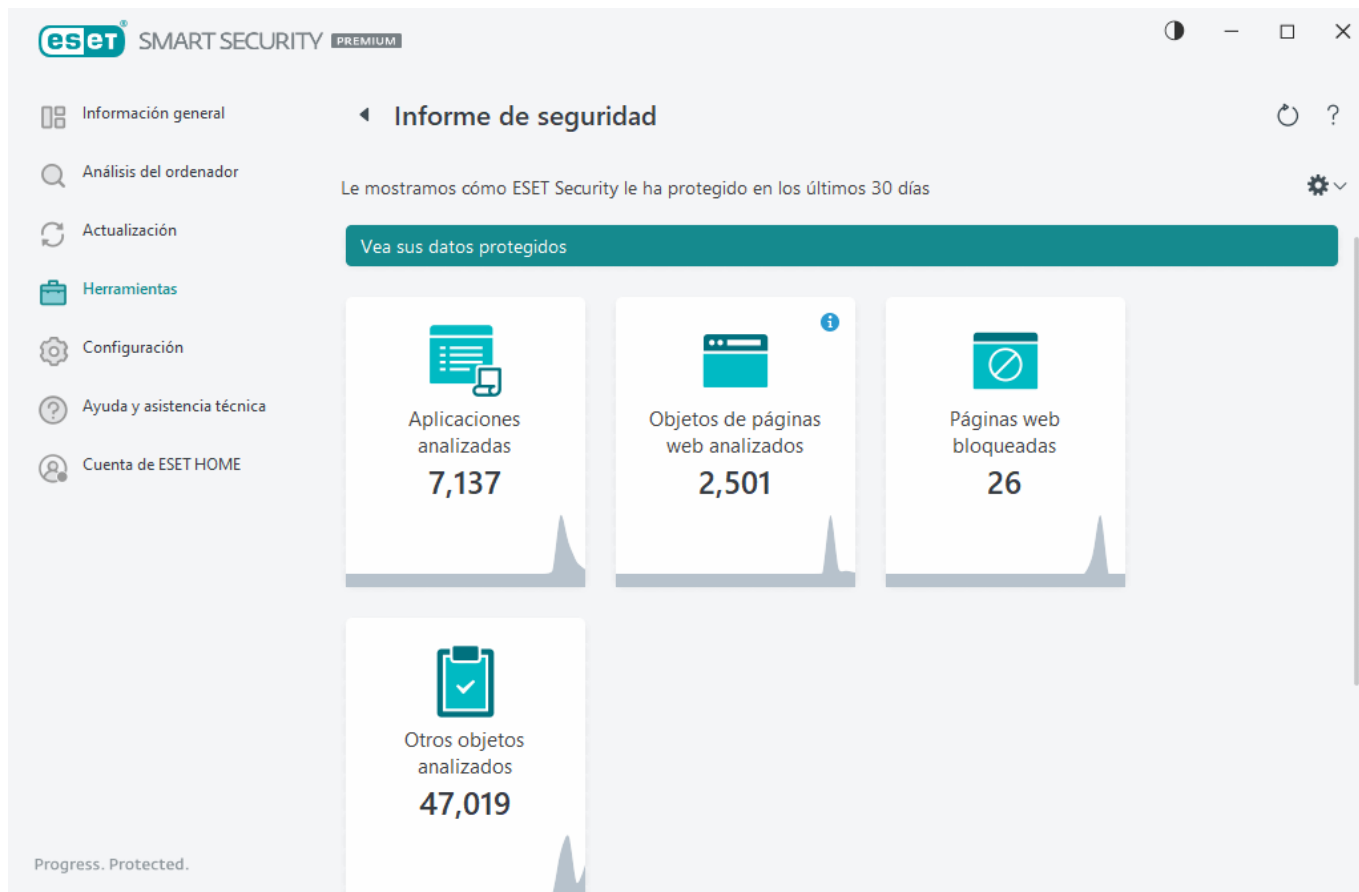 eseT® SMART SECURITY PREMIUM
Información general
Análisis del ordenador
Actualización
Herramientas
Configuración
Ayuda y asistencia técnica
Cuenta de ESET HOME
Informe de seguridad
?
Le mostramos cómo ESET Security le ha protegido en los últimos 30 días
Vea sus datos protegidos
Aplicaciones
analizadas
7,137
Objetos de páginas
web analizados
2,501
Páginas web
bloqueadas
26
Otros objetos
analizados
47,019
Progress. Protected.